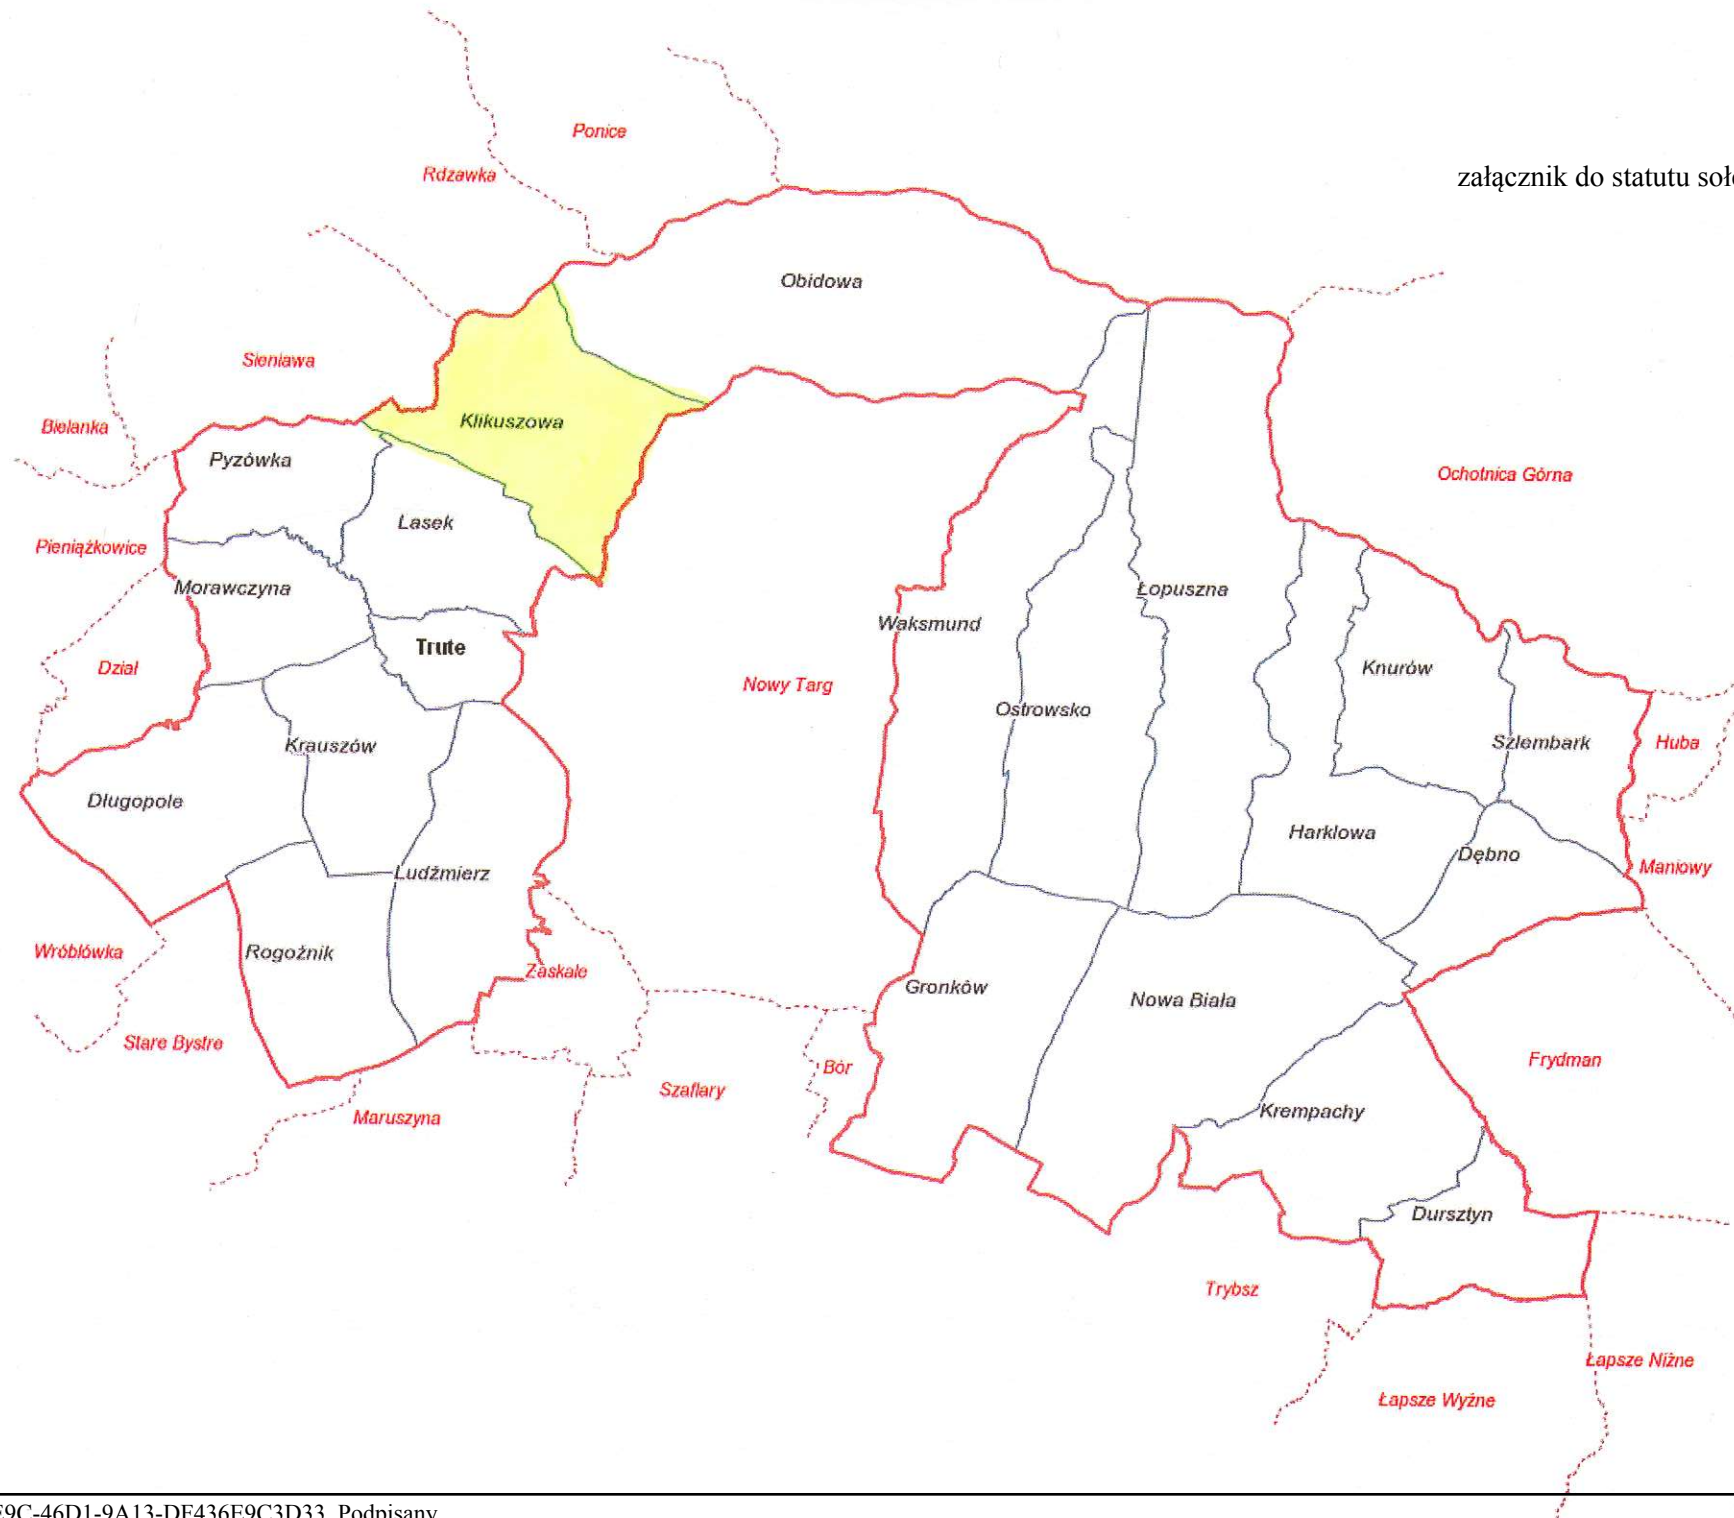 Ponice
Rdzawka
załącznik do statutu soł
Obidowa
Sieniawa
Klikuszowa
Bielanka
Pyzówka
Ochotnica Górna
Lasek
Pieniążkowice
Morawczyna
Łopuszna
Waksmund
Trute
Dział
Knurów
Nowy Targ
Ostrowsko
Krauszów
Szlembark
Huba
Długopole
Harklowa
Dębno
Ludźmierz
Maniowy
Wróblówka
Rogoźnik
Zaskale
Gronków
Nowa Biała
Stare Bystre
Frydman
Bór
Szaflary
Krempachy
Maruszyna
Dursztyn
Trybsz
Łapsze Niżne
Łapsze Wyżne
E9C-46D1-9A13-DF436F9C3D33. Podpisany